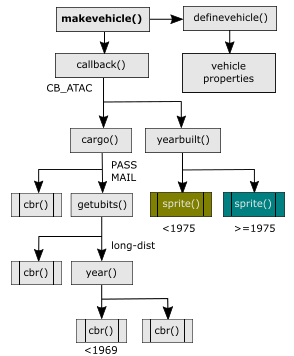 makevehicle()
definevehicle()
callback()
vehicle
properties
CB_ATAC
cargo()
yearbuilt()
PASS
MAIL
cbr()
getubits()
sprite()
sprite()
<1975
>=1975
long-dist
cbr()
year()
cbr()
cbr()
<1969